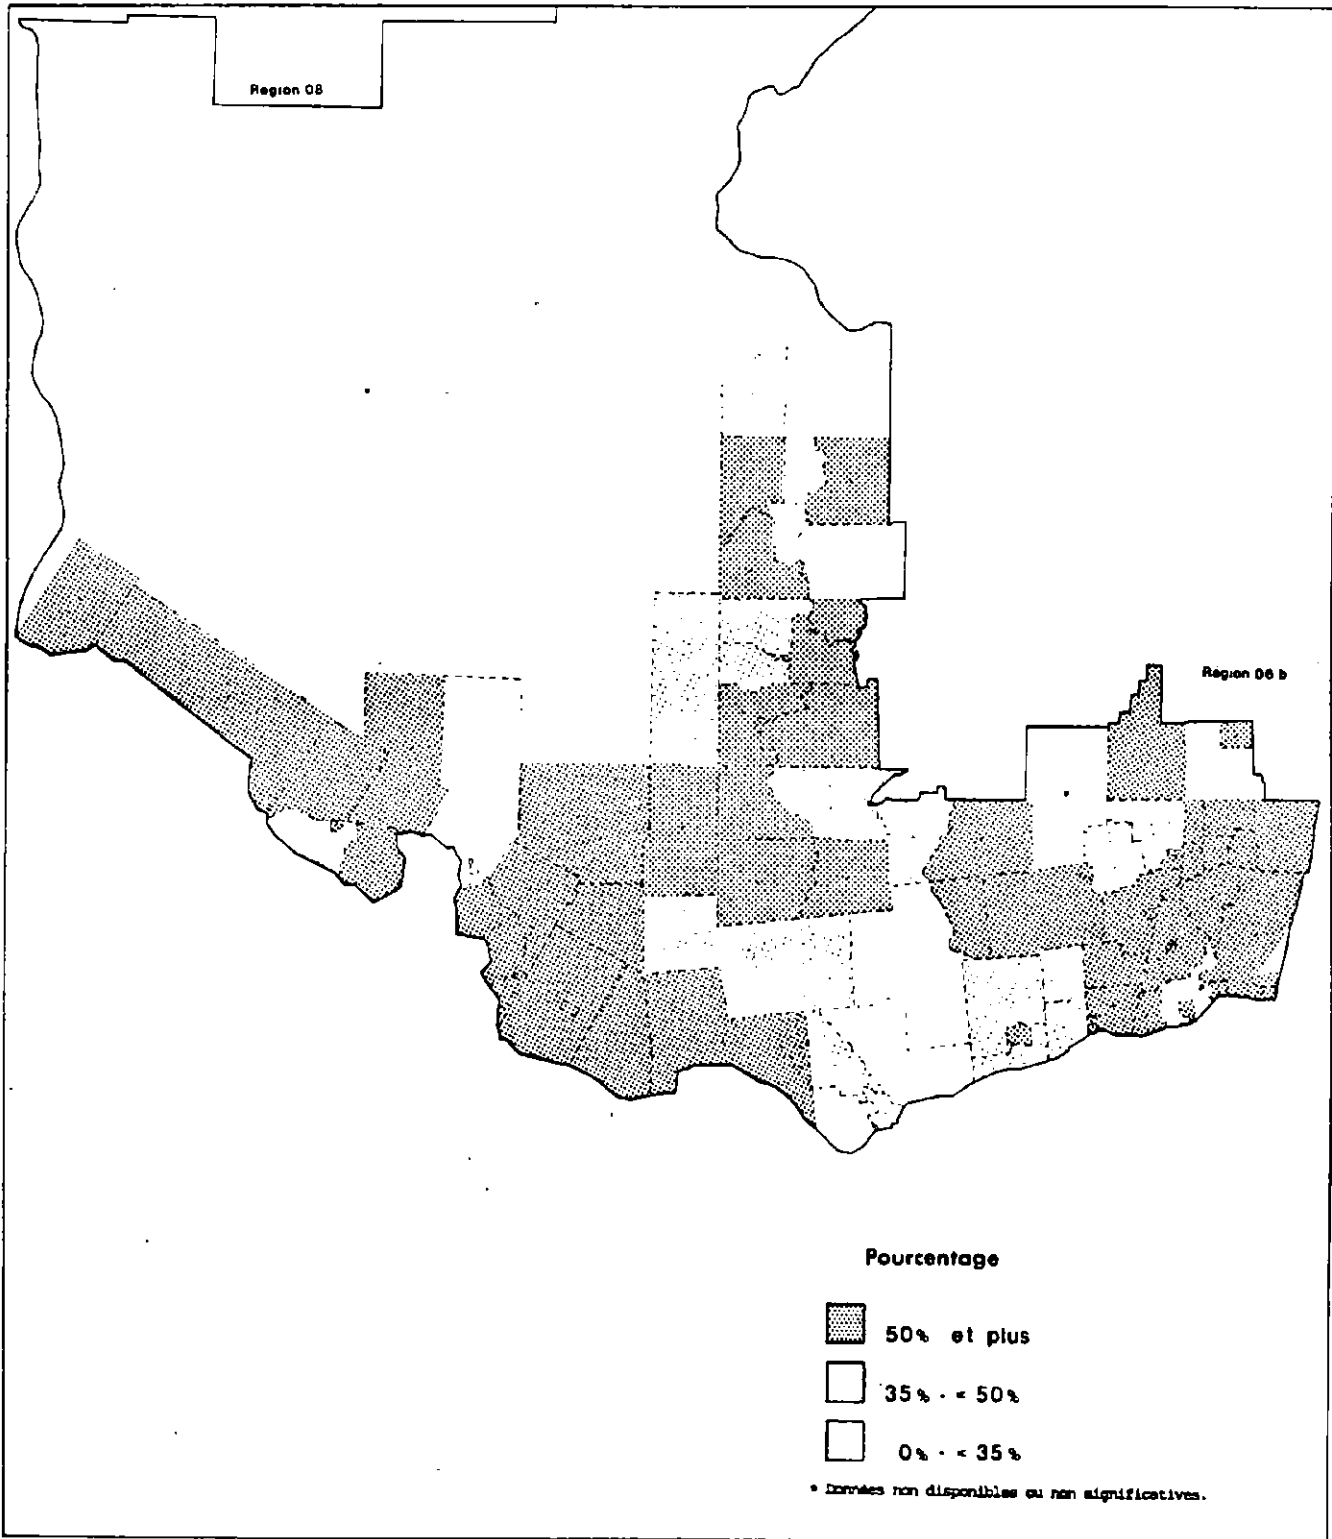 Region 08
Region 06 b
Pourcentage
50% et plus
35% - < 50%
0% - < 35%
* Données non disponibles ou non significatives.